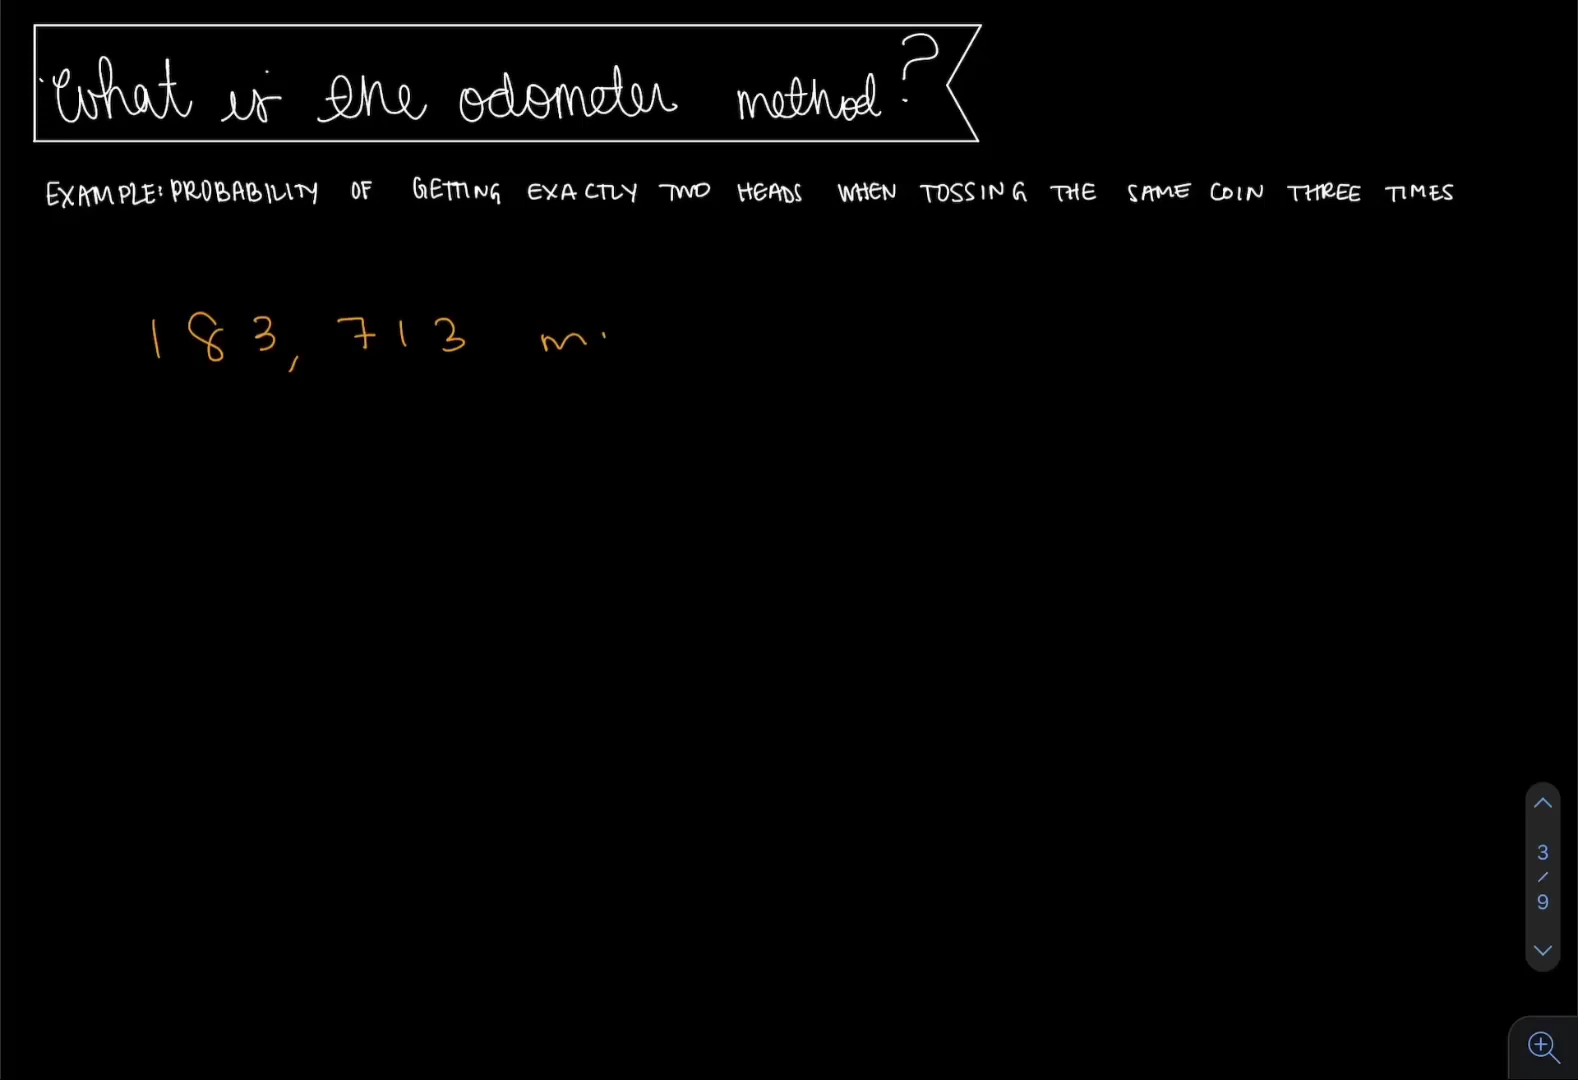 What is the odometer method?
EXAMPLE: PROBABILITY OF GETTING EXACTLY TWO HEADS WHEN TOSSING THE SAME COIN THREE TIMES
183,713 m.
3
/
9